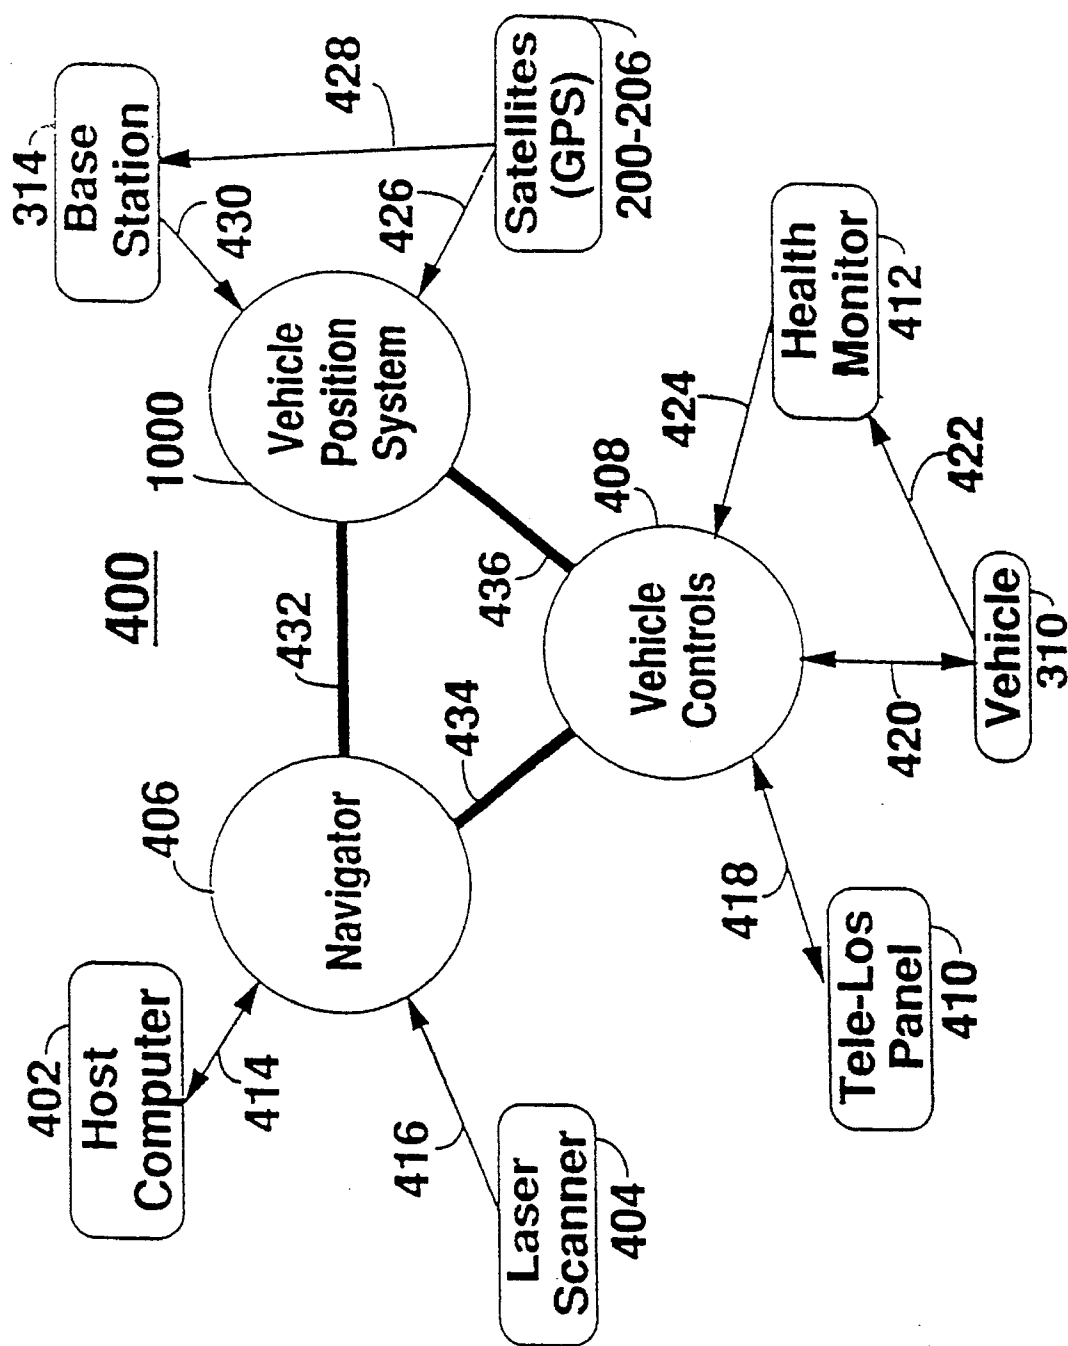 400
402
Host
Computer
414
406
Navigator
416
Laser
Scanner
404
432
1000
Vehicle
Position
System
314
Base
Station
430
428
426
Satellites
(GPS)
200-206
434
436
408
Vehicle
Controls
418
Tele-Los
Panel
410
420
Vehicle
310
422
424
Health
Monitor
412